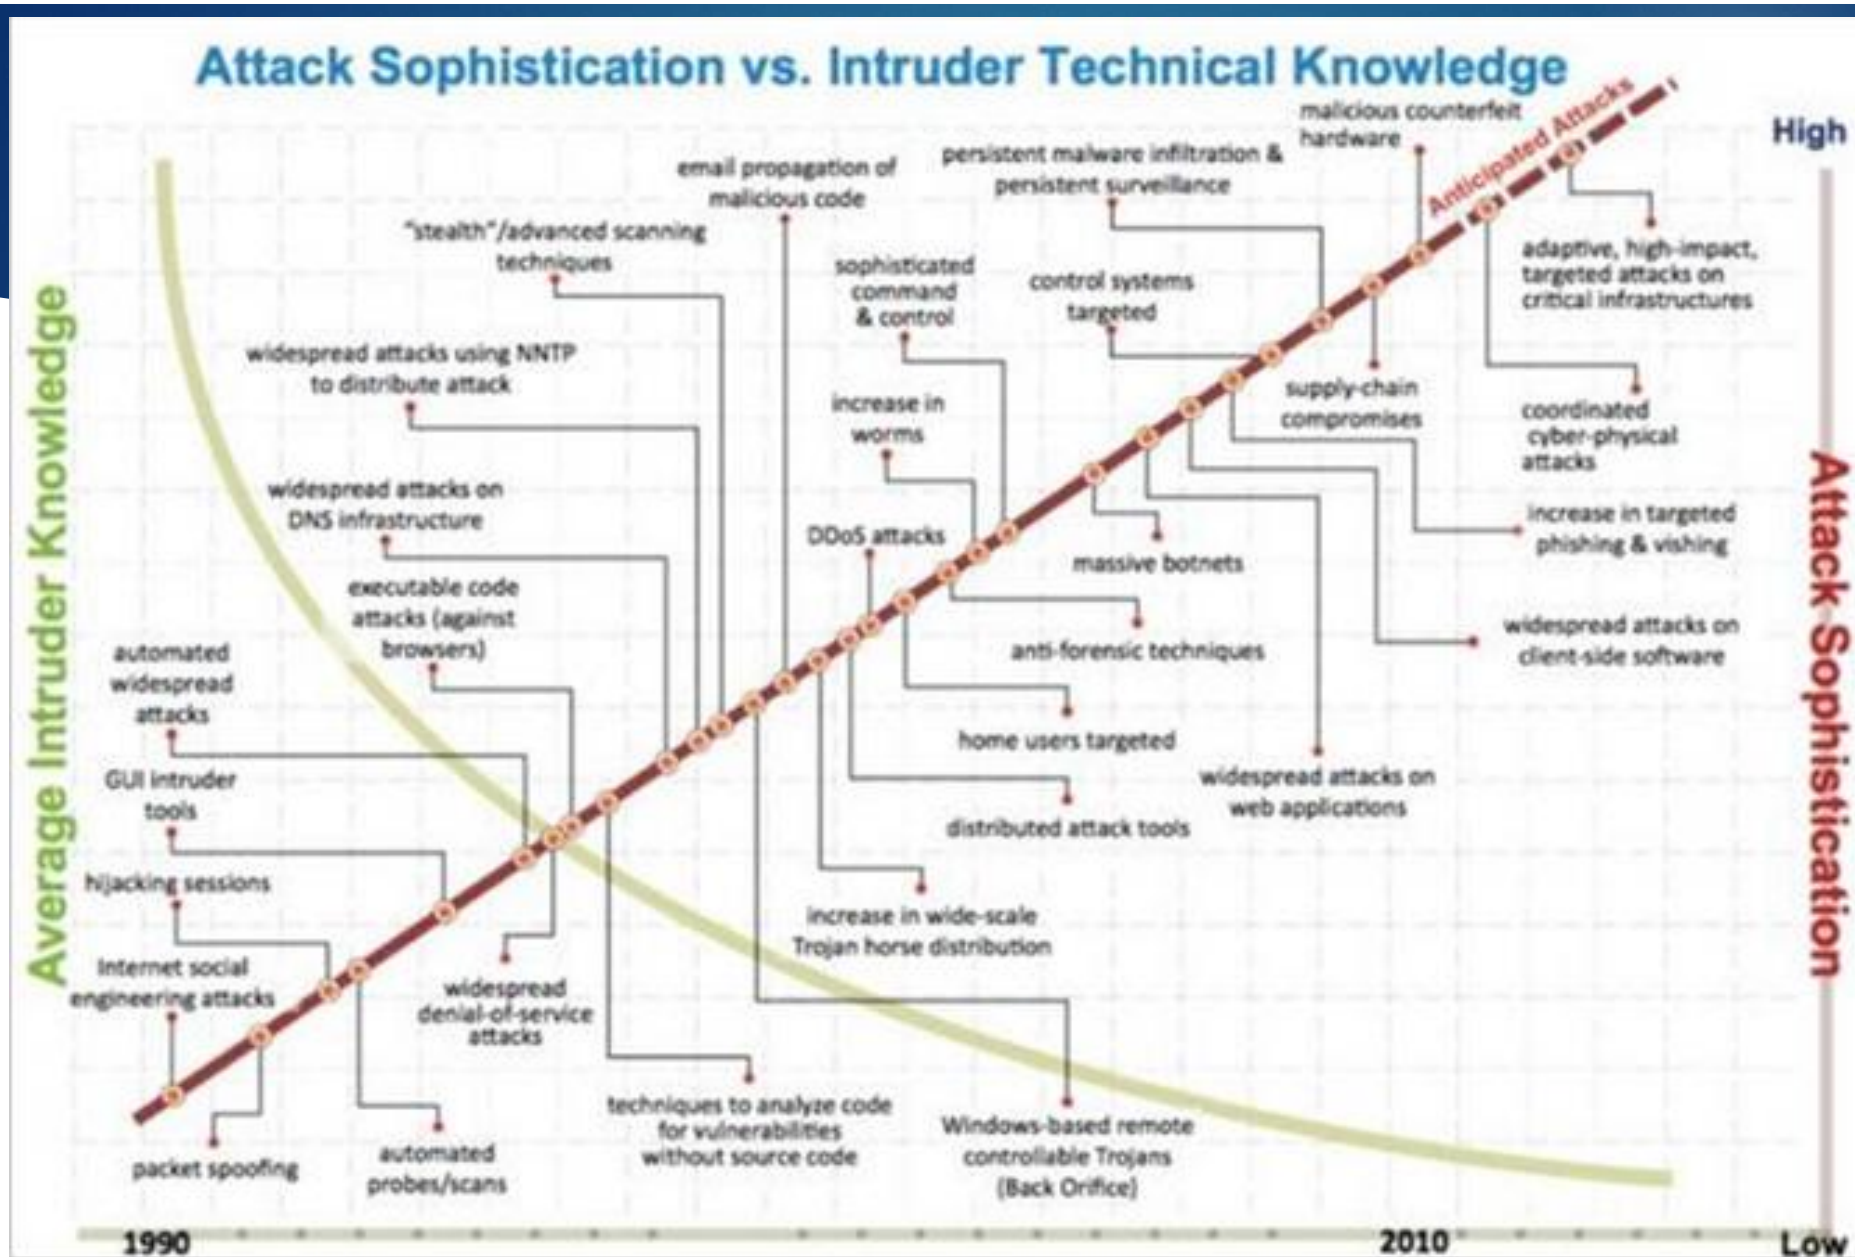 Attack Sophistication vs. Intruder Technical Knowledge
High
Average Intruder Knowledge
Attack Sophistication
Anticipated Attacks
malicious counterfeit
hardware
persistent malware infiltration &
persistent surveillance
email propagation of
malicious code
"stealth"/advanced scanning
techniques
sophisticated
command
& control
control systems
targeted
adaptive, high-impact,
targeted attacks on
critical infrastructures
widespread attacks using NNTP
to distribute attack
increase in
worms
supply-chain
compromises
coordinated
cyber-physical
attacks
widespread attacks on
DNS infrastructure
DDoS attacks
massive botnets
increase in targeted
phishing & vishing
executable code
attacks (against
browsers)
anti-forensic techniques
widespread attacks on
client-side software
automated
widespread
attacks
home users targeted
widespread attacks on
web applications
GUI intruder
tools
distributed attack tools
hijacking sessions
increase in wide-scale
Trojan horse distribution
Internet social
engineering attacks
widespread
denial-of-service
attacks
techniques to analyze code
for vulnerabilities
without source code
Windows-based remote
controllable Trojans
(Back Orifice)
packet spoofing
automated
probes/scans
1990
2010
Low